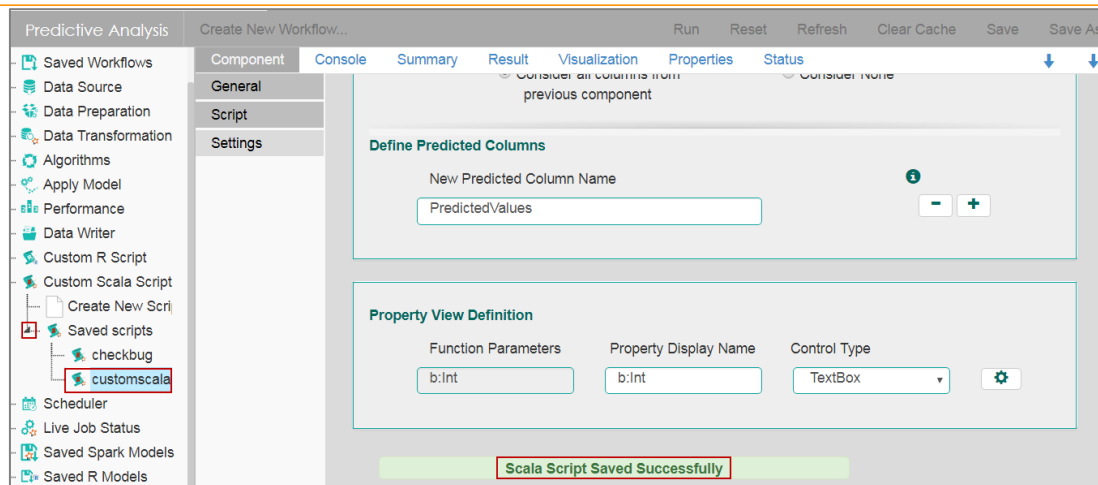 Predictive Analysis
Create New Workflow...
Run Reset Refresh Clear Cache Save Save As
Saved Workflows
Data Source
Data Preparation
Data Transformation
Algorithms
Apply Model
Performance
Data Writer
Custom R Script
Custom Scala Script
Create New Scri
Saved scripts
checkbug
customscala
Scheduler
Live Job Status
Saved Spark Models
Saved R Models
Component Console Summary Result Visualization Properties Status
General
Script
Settings
Consider all columns from
previous component
Consider None
Define Predicted Columns
New Predicted Column Name
PredictedValues
Property View Definition
Function Parameters Property Display Name Control Type
b:Int b:Int TextBox
Scala Script Saved Successfully